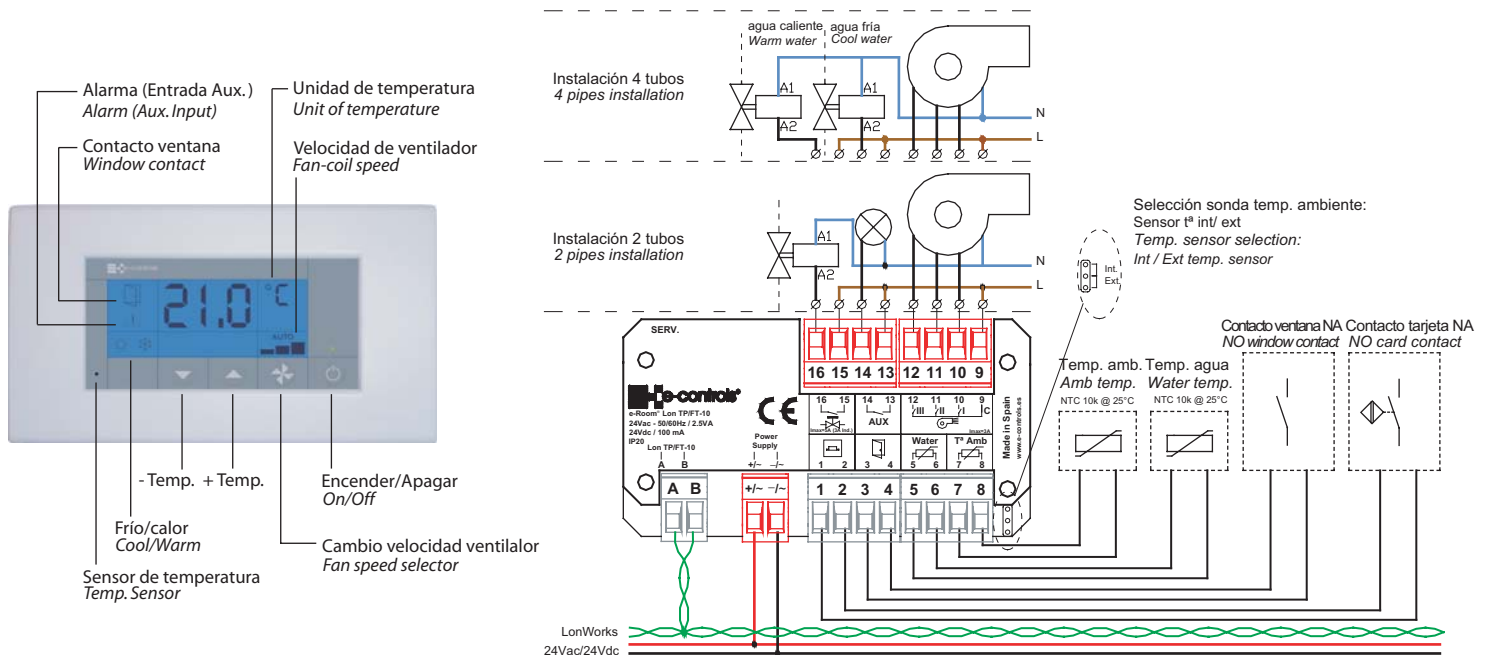 Alarma (Entrada Aux.)
Alarm (Aux. Input)
Contacto ventana
Window contact
Unidad de temperatura
Unit of temperature
Velocidad de ventilador
Fan-coil speed
e-controls
21.0 °C
AUTO
- Temp. + Temp.
Encender/Apagar
On/Off
Frío/calor
Cool/Warm
Cambio velocidad ventilalor
Fan speed selector
Sensor de temperatura
Temp. Sensor
agua caliente
Warm water
agua fría
Cool water
Instalación 4 tubos
4 pipes installation
A1 A1
A2 A2
N
L
Instalación 2 tubos
2 pipes installation
A1
A2
N
L
Selección sonda temp. ambiente:
Sensor tª int/ ext
Temp. sensor selection:
Int / Ext temp. sensor
Int.
Ext.
SERV.
16 15 14 13 12 11 10 9
e-controls®
e-Room® Lon TP/FT-10
24Vac - 50/60Hz / 2.5VA
24Vdc / 100 mA
IP20
Lon TP/FT-10
A B
CE
Power
Supply
+/~ –/~
16 15 14 13 12 11 10 9
III II I C
AUX
Imax=5A (3A ind.)
Imax=3A
Water Tª Amb
1 2 3 4 5 6 7 8
Made in Spain
www.e-controls.es
A B +/~ –/~ 1 2 3 4 5 6 7 8
Temp. amb.
Amb temp.
NTC 10k @ 25°C
Temp. agua
Water temp.
NTC 10k @ 25°C
Contacto ventana NA
NO window contact
Contacto tarjeta NA
NO card contact
LonWorks
24Vac/24Vdc